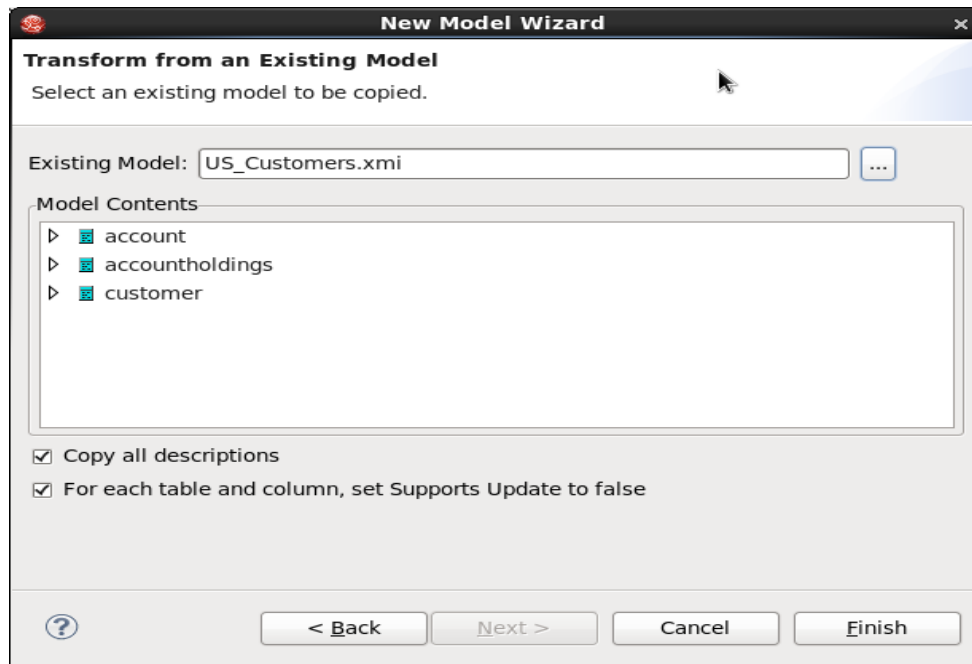 New Model Wizard
Transform from an Existing Model
Select an existing model to be copied.
Existing Model: US_Customers.xmi ...
Model Contents
account
accountholdings
customer
Copy all descriptions
For each table and column, set Supports Update to false
? < Back Next > Cancel Finish